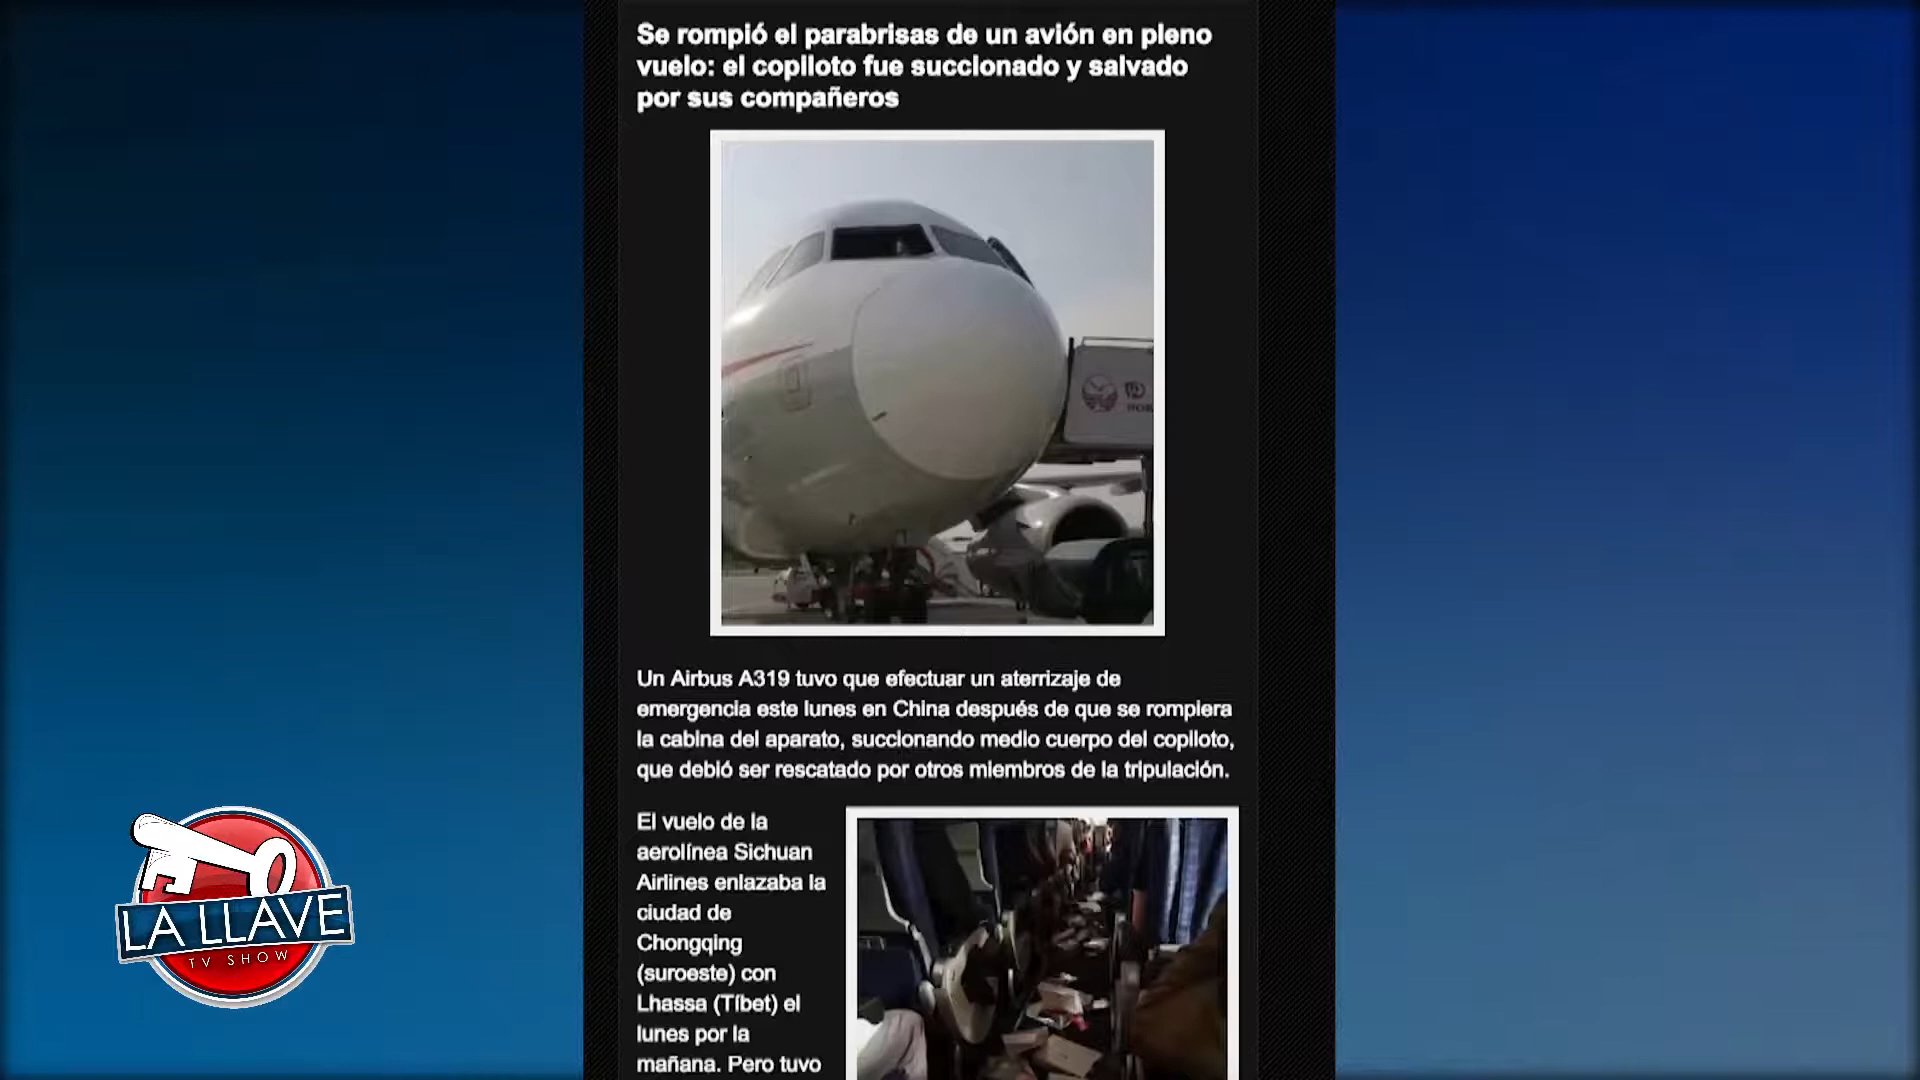 Se rompió el parabrisas de un avión en pleno
vuelo: el copiloto fue succionado y salvado
por sus compañeros
Un Airbus A319 tuvo que efectuar un aterrizaje de
emergencia este lunes en China después de que se rompiera
la cabina del aparato, succionando medio cuerpo del copiloto,
que debió ser rescatado por otros miembros de la tripulación.
El vuelo de la
aerolínea Sichuan
Airlines enlazaba la
ciudad de
Chongqing
(suroeste) con
Lhassa (Tíbet) el
lunes por la
mañana. Pero tuvo
LA LLAVE
TV SHOW